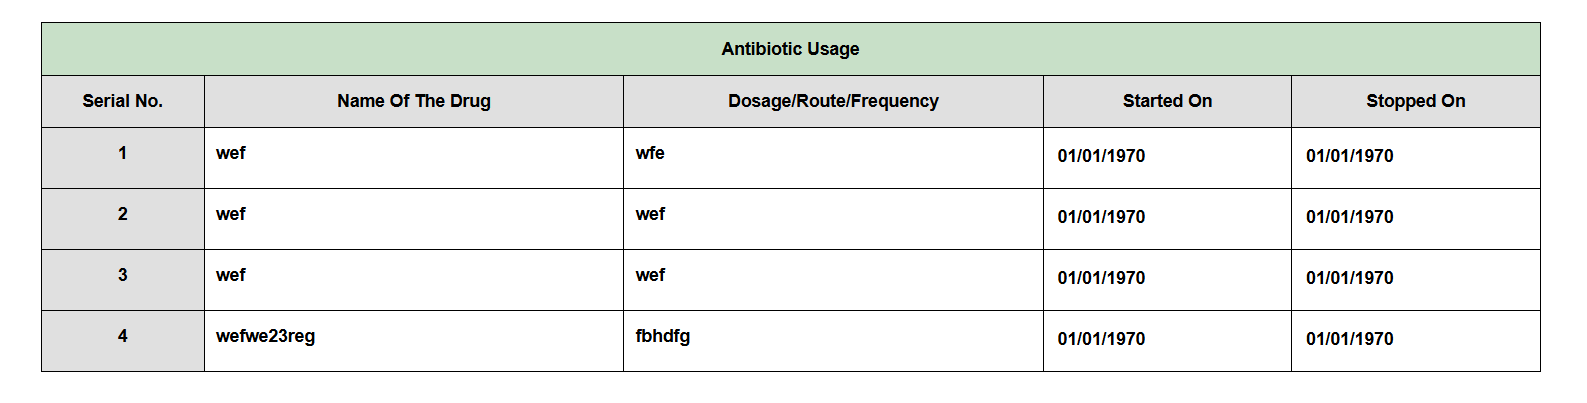 Antibiotic Usage
Serial No. Name Of The Drug Dosage/Route/Frequency Started On Stopped On
1 wef wfe 01/01/1970 01/01/1970
2 wef wef 01/01/1970 01/01/1970
3 wef wef 01/01/1970 01/01/1970
4 wefwe23reg fbhdfg 01/01/1970 01/01/1970